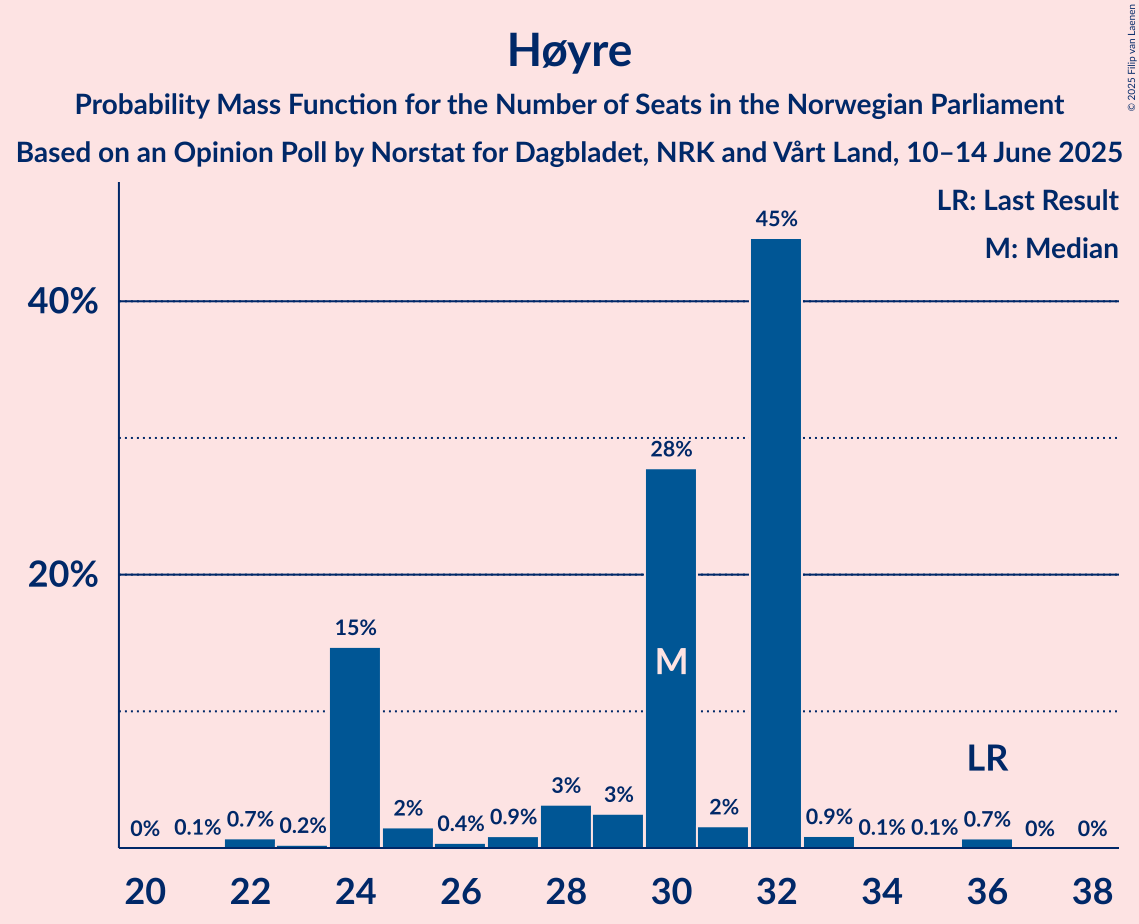 Høyre
Probability Mass Function for the Number of Seats in the Norwegian Parliament
Based on an Opinion Poll by Norstat for Dagbladet, NRK and Vårt Land, 10–14 June 2025
© 2025 Filip van Laenen
LR: Last Result
M: Median
40%
20%
0%
0.1%
0.7%
0.2%
15%
2%
0.4%
0.9%
3%
3%
28%
2%
45%
0.9%
0.1%
0.1%
0.7%
0%
0%
M
LR
20 22 24 26 28 30 32 34 36 38